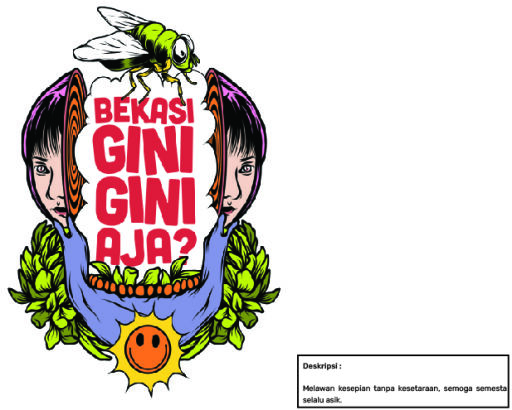 BEKASI
GINI
GINI
AJA?
Deskripsi :
Melawan kesepian tanpa kesetaraan, semoga semesta
selalu asik.